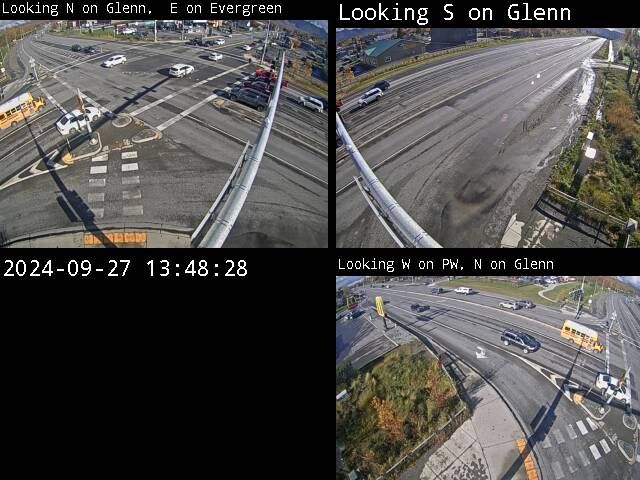 Looking N on Glenn, E on Evergreen
Looking S on Glenn
2024-09-27 13:48:28
Looking W on PW, N on Glenn